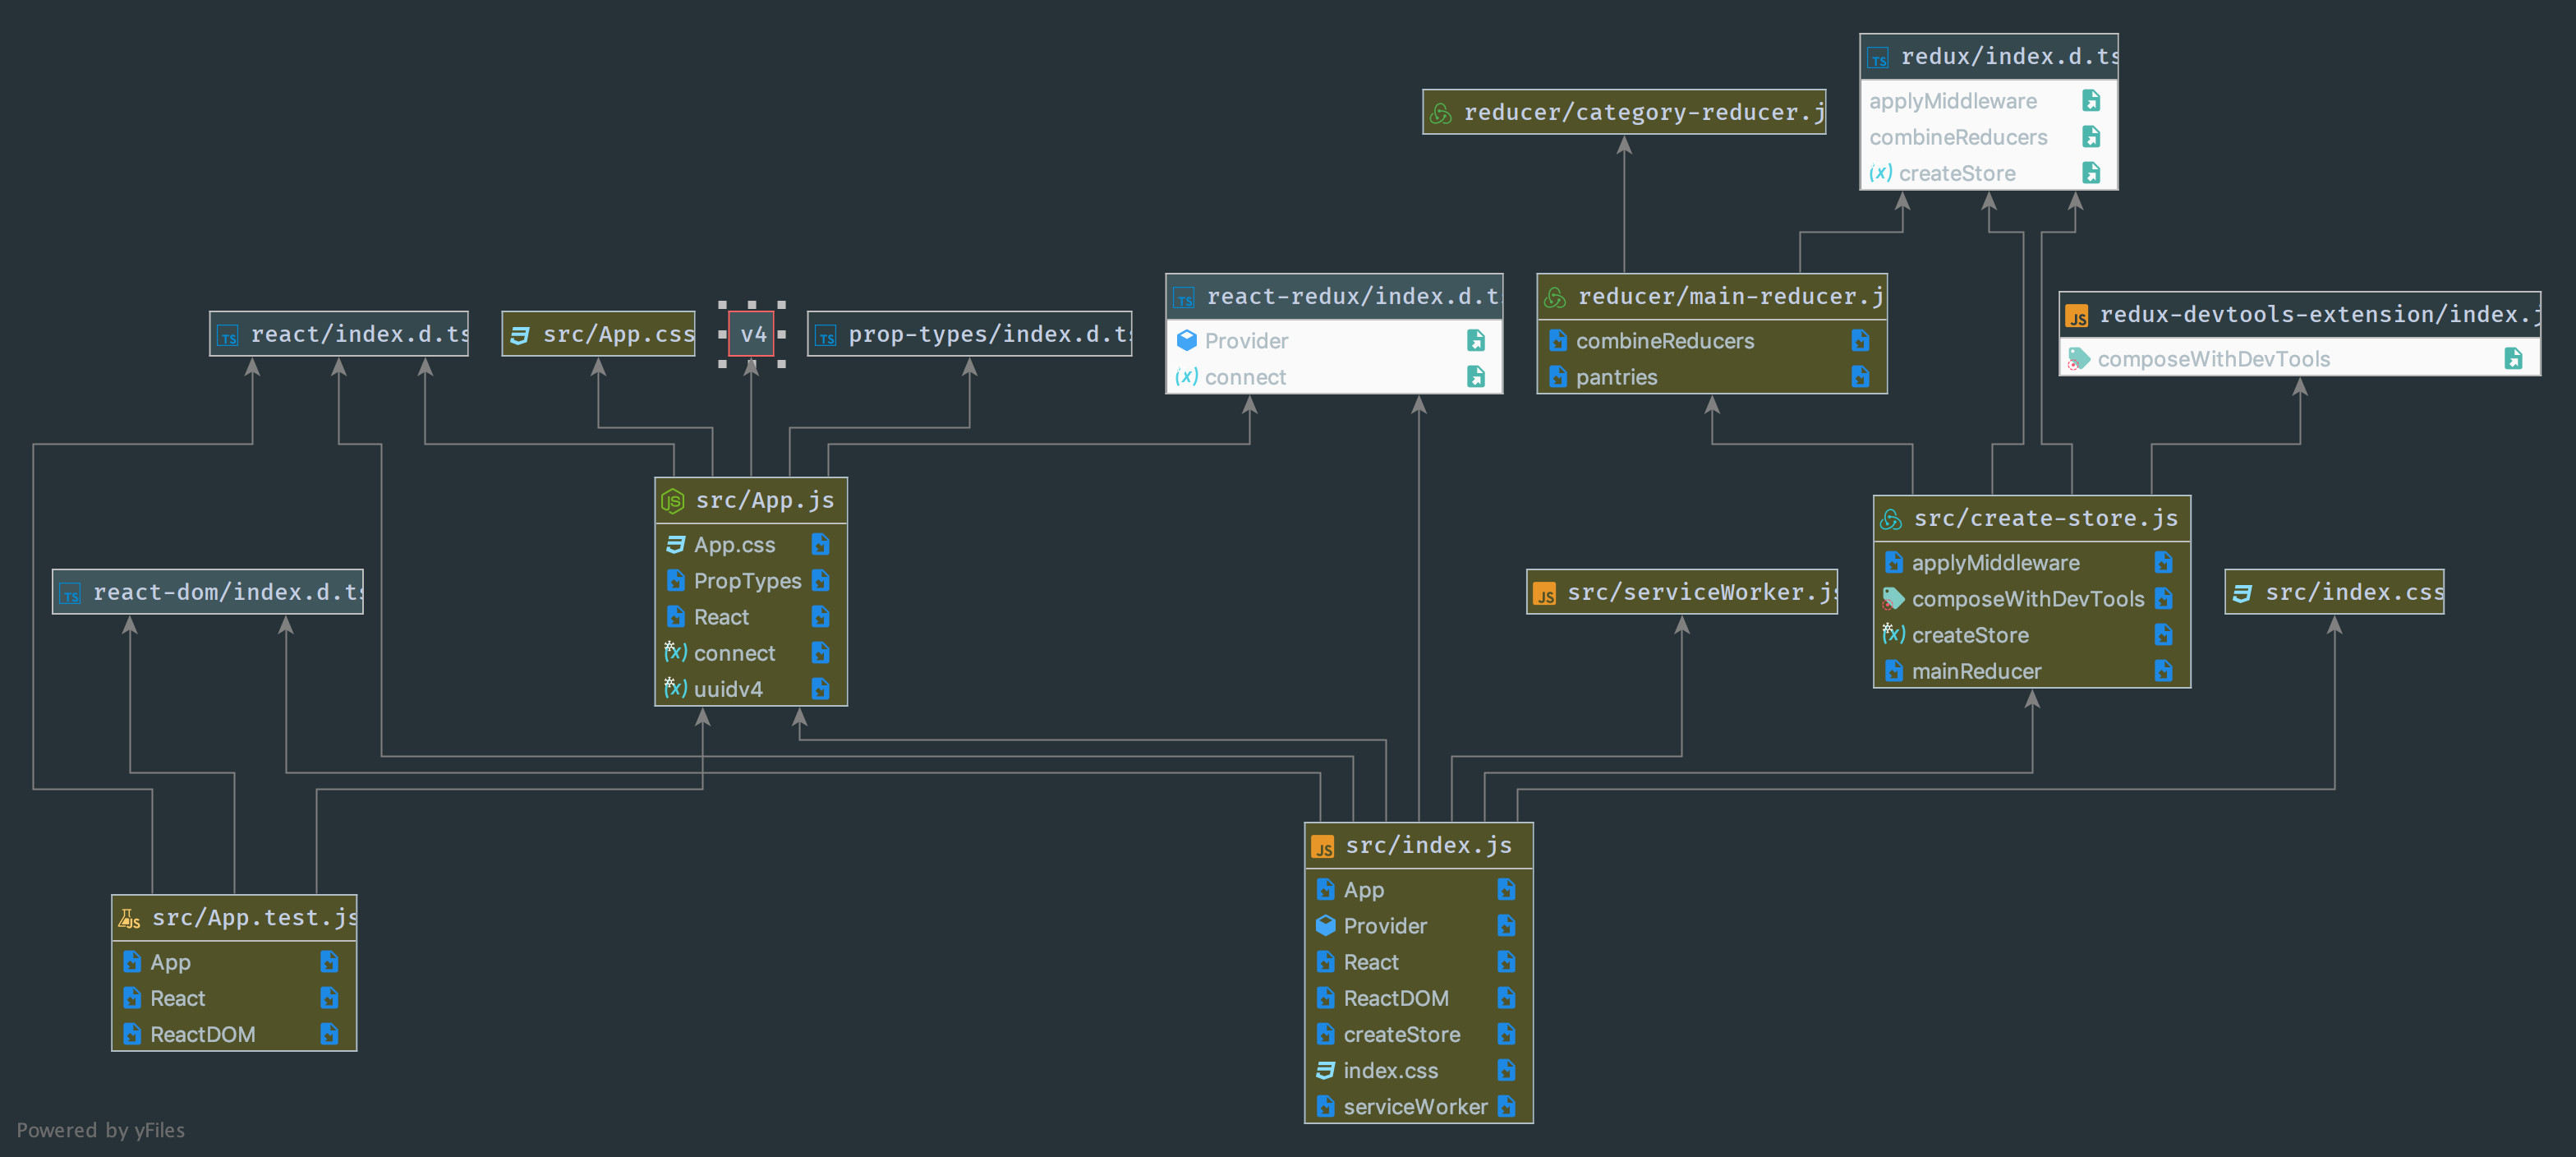 redux/index.d.ts
applyMiddleware
combineReducers
(x) createStore
reducer/category-reducer.j
react/index.d.ts
src/App.css
v4
prop-types/index.d.ts
react-redux/index.d.t
Provider
(x) connect
reducer/main-reducer.j
combineReducers
pantries
redux-devtools-extension/index.j
composeWithDevTools
src/App.js
App.css
PropTypes
React
(x) connect
(x) uuidv4
src/create-store.js
applyMiddleware
composeWithDevTools
(x) createStore
mainReducer
react-dom/index.d.ts
src/serviceWorker.js
src/index.css
src/index.js
App
Provider
React
ReactDOM
createStore
index.css
serviceWorker
src/App.test.js
App
React
ReactDOM
Powered by yFiles